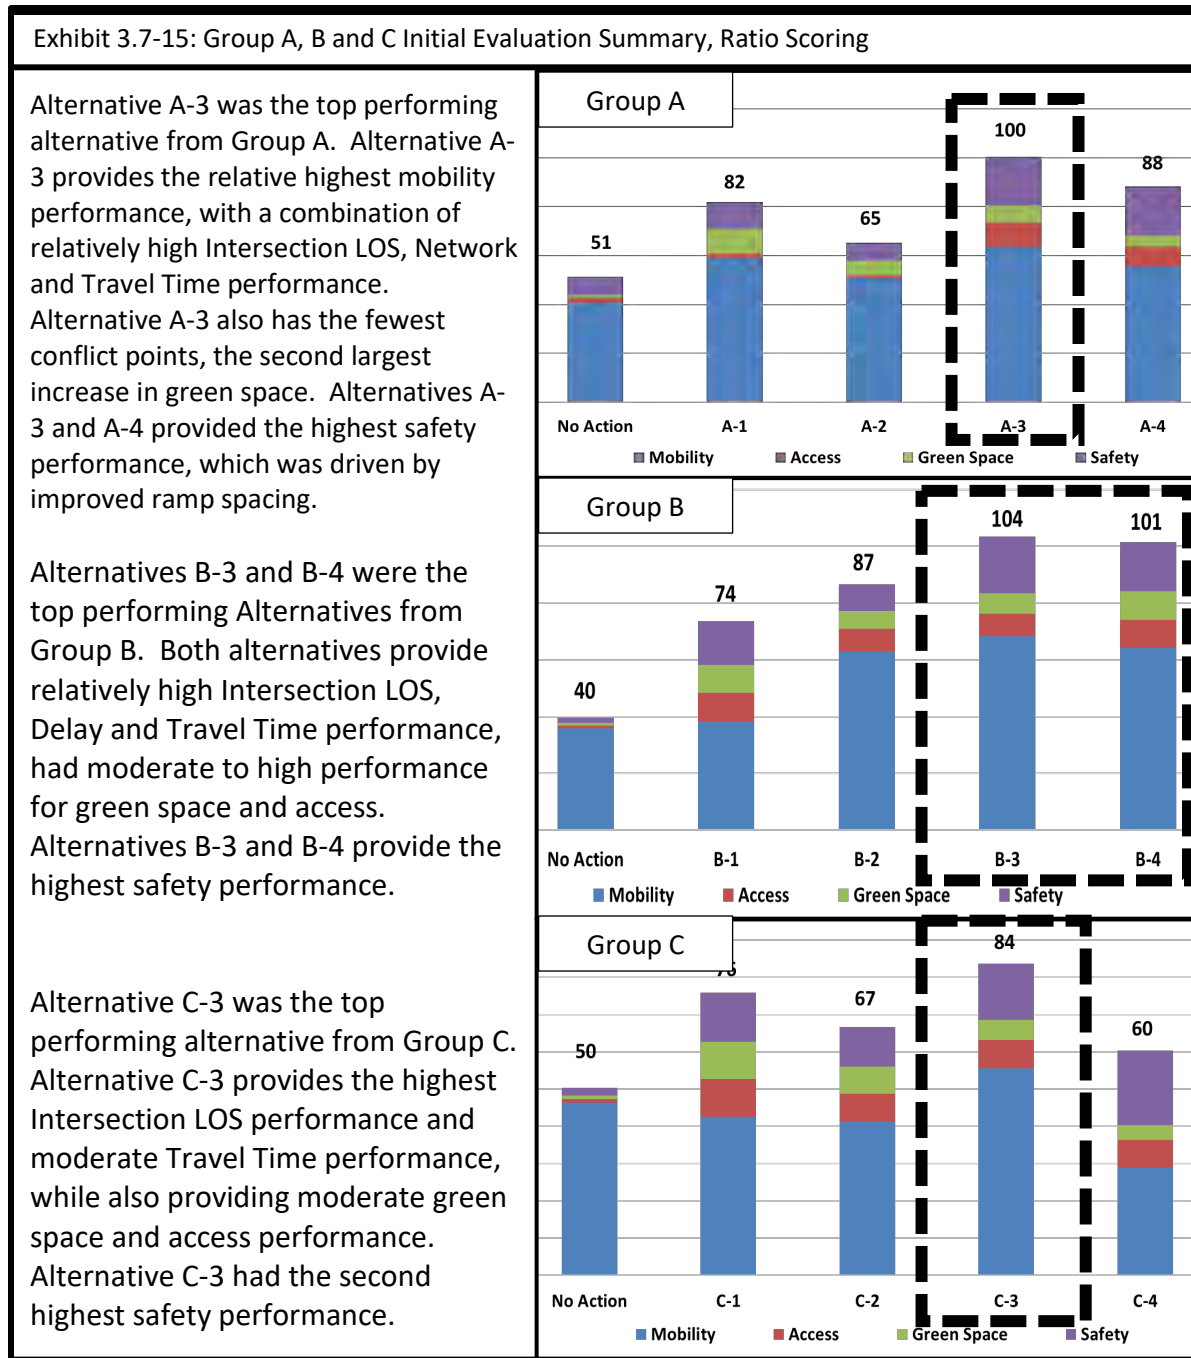 Exhibit 3.7-15: Group A, B and C Initial Evaluation Summary, Ratio Scoring
Alternative A-3 was the top performing
alternative from Group A.  Alternative A-
3 provides the relative highest mobility
performance, with a combination of
relatively high Intersection LOS, Network
and Travel Time performance.
Alternative A-3 also has the fewest
conflict points, the second largest
increase in green space.  Alternatives A-
3 and A-4 provided the highest safety
performance, which was driven by
improved ramp spacing.
Alternatives B-3 and B-4 were the
top performing Alternatives from
Group B.  Both alternatives provide
relatively high Intersection LOS,
Delay and Travel Time performance,
had moderate to high performance
for green space and access.
Alternatives B-3 and B-4 provide the
highest safety performance.
Alternative C-3 was the top
performing alternative from Group C.
Alternative C-3 provides the highest
Intersection LOS performance and
moderate Travel Time performance,
while also providing moderate green
space and access performance.
Alternative C-3 had the second
highest safety performance.
Group A
51 82 65 100 88
No Action A-1 A-2 A-3 A-4
Mobility Access Green Space Safety
Group B
40 74 87 104 101
No Action B-1 B-2 B-3 B-4
Mobility Access Green Space Safety
Group C
50 67 84 60
No Action C-1 C-2 C-3 C-4
Mobility Access Green Space Safety